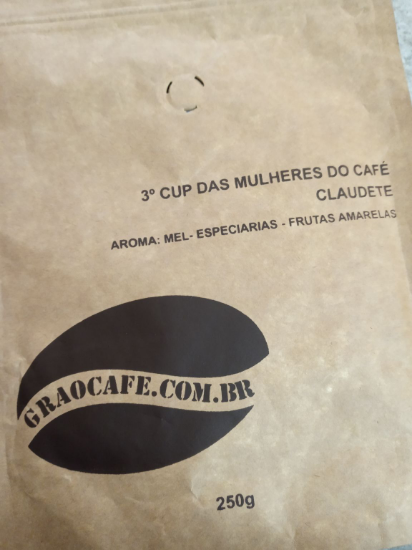 3º CUP DAS MULHERES DO CAFÉ
CLAUDETE
AROMA: MEL- ESPECIARIAS - FRUTAS AMARELAS
GRAOCAFE.COM.BR
250g